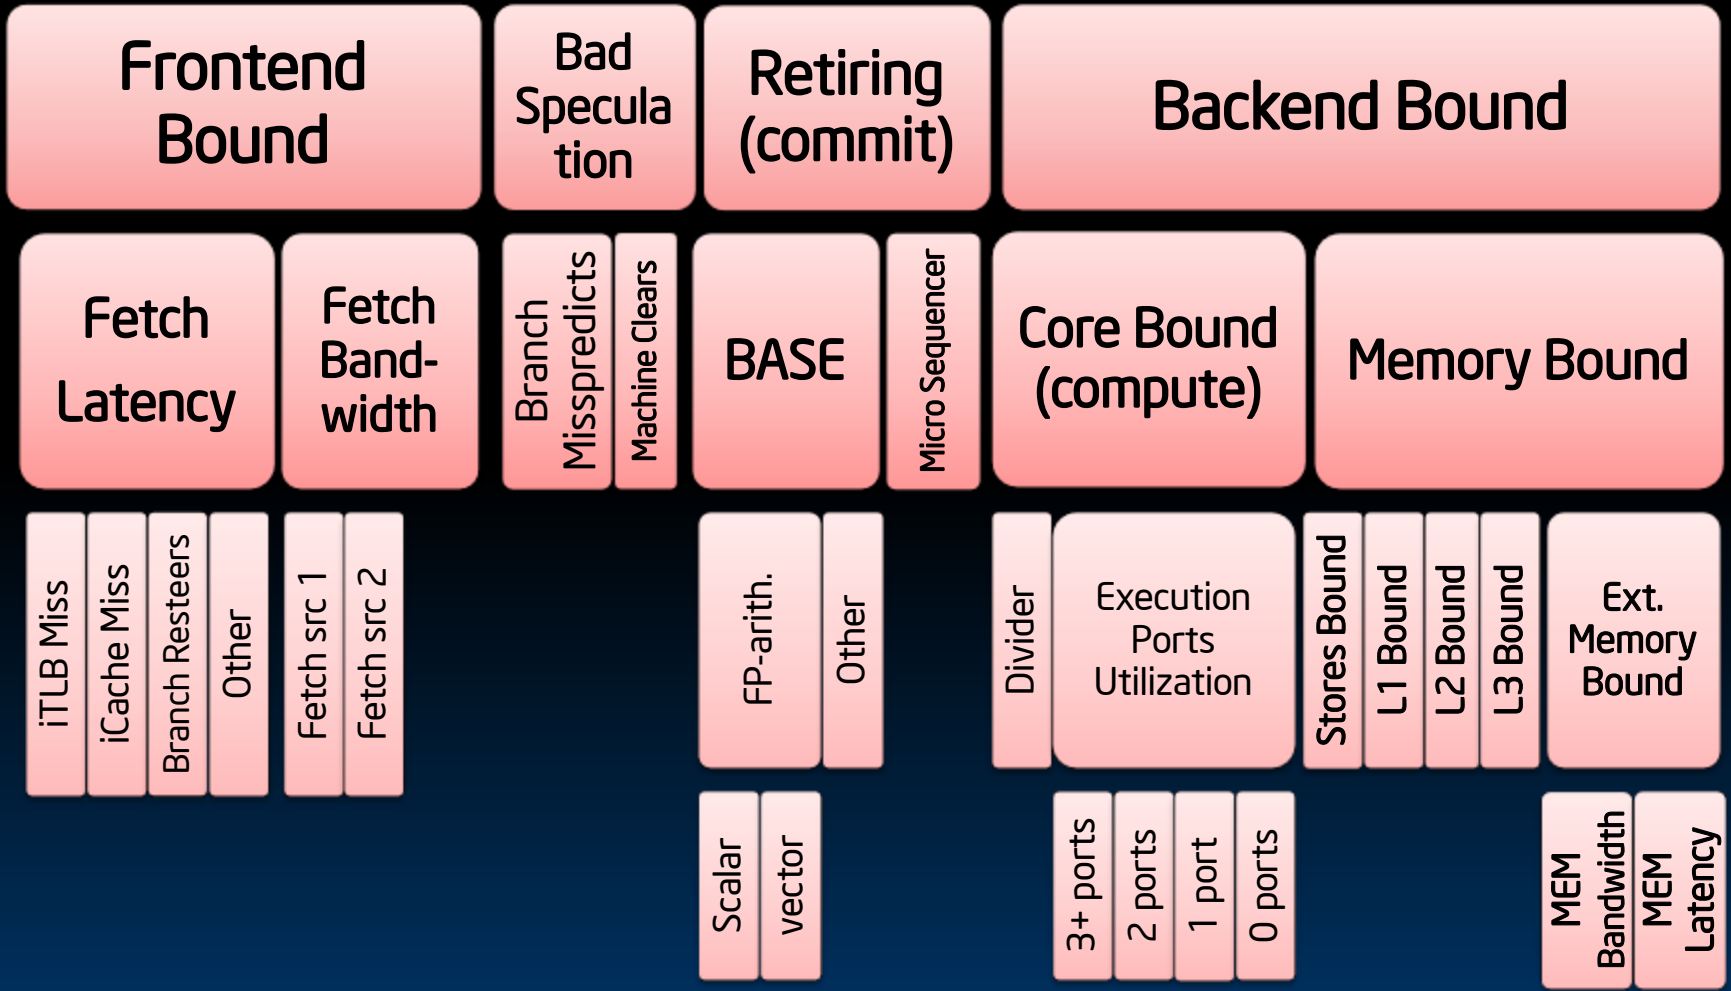 Frontend
Bound
Bad
Specula
tion
Retiring
(commit)
Backend Bound
Fetch
Latency
Fetch
Band-
width
Branch
Misspredicts
Machine Clears
BASE
Micro Sequencer
Core Bound
(compute)
Memory Bound
iTLB Miss
iCache Miss
Branch Resteers
Other
Fetch src 1
Fetch src 2
FP-arith.
Other
Divider
Execution
Ports
Utilization
Stores Bound
L1 Bound
L2 Bound
L3 Bound
Ext.
Memory
Bound
Scalar
vector
3+ ports
2 ports
1 port
0 ports
MEM
Bandwidth
MEM
Latency